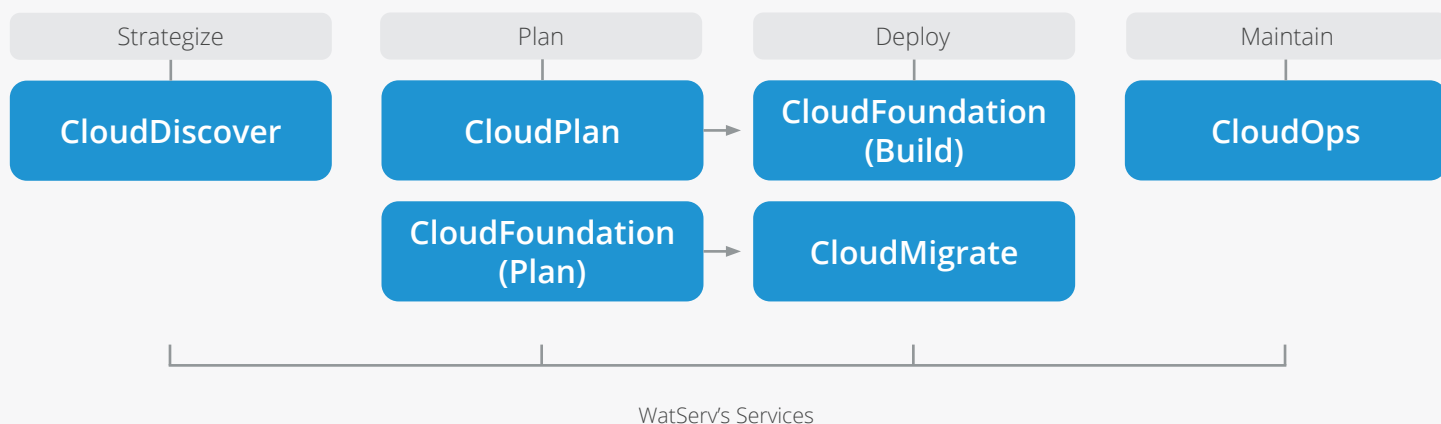 Strategize
Plan
Deploy
Maintain
CloudDiscover
CloudPlan
CloudFoundation
(Build)
CloudOps
CloudFoundation
(Plan)
CloudMigrate
WatServ's Services